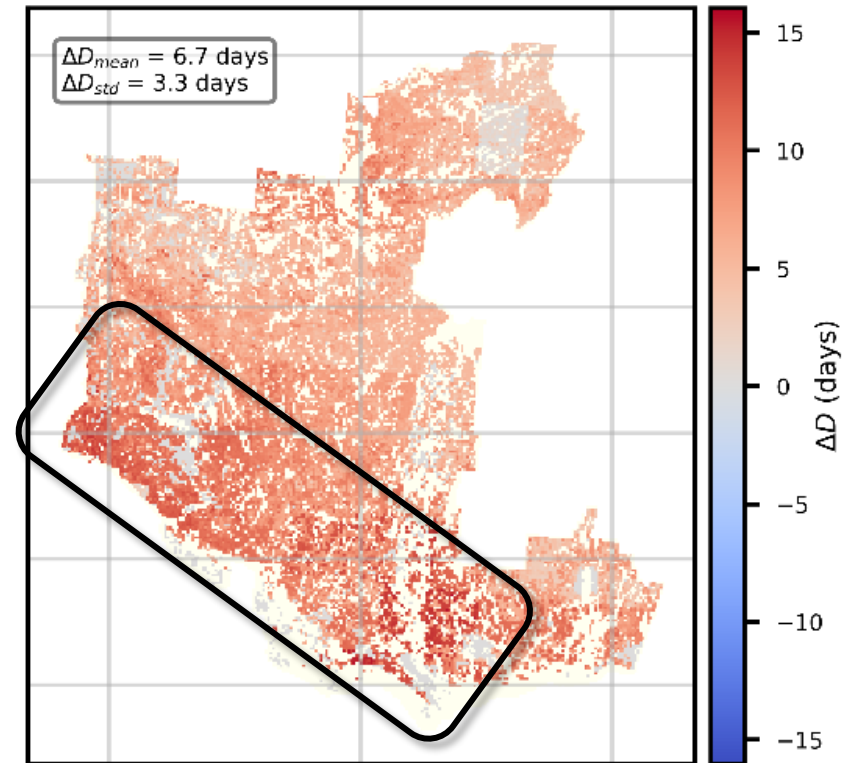 ΔD_mean = 6.7 days
ΔD_std = 3.3 days
15
10
5
0
−5
−10
−15
ΔD (days)